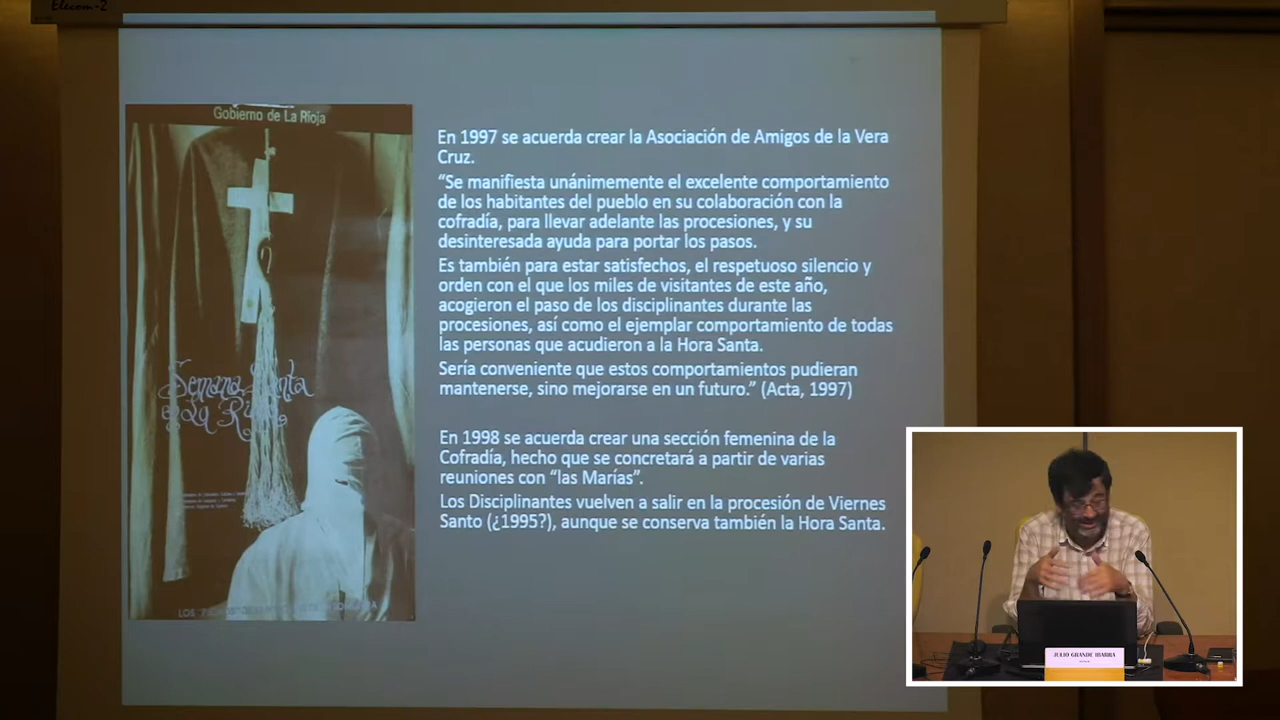 Elecom-2
Gobierno de La Rioja
Semana Santa
en La Rioja
En 1997 se acuerda crear la Asociación de Amigos de la Vera
Cruz.
“Se manifiesta unánimemente el excelente comportamiento
de los habitantes del pueblo en su colaboración con la
cofradía, para llevar adelante las procesiones, y su
desinteresada ayuda para portar los pasos.
Es también para estar satisfechos, el respetuoso silencio y
orden con el que los miles de visitantes de este año,
acogieron el paso de los disciplinantes durante las
procesiones, así como el ejemplar comportamiento de todas
las personas que acudieron a la Hora Santa.
Sería conveniente que estos comportamientos pudieran
mantenerse, sino mejorarse en un futuro.” (Acta, 1997)
En 1998 se acuerda crear una sección femenina de la
Cofradía, hecho que se concretará a partir de varias
reuniones con “las Marías”.
Los Disciplinantes vuelven a salir en la procesión de Viernes
Santo (¿1995?), aunque se conserva también la Hora Santa.
JULIO GRANDE IBARRA